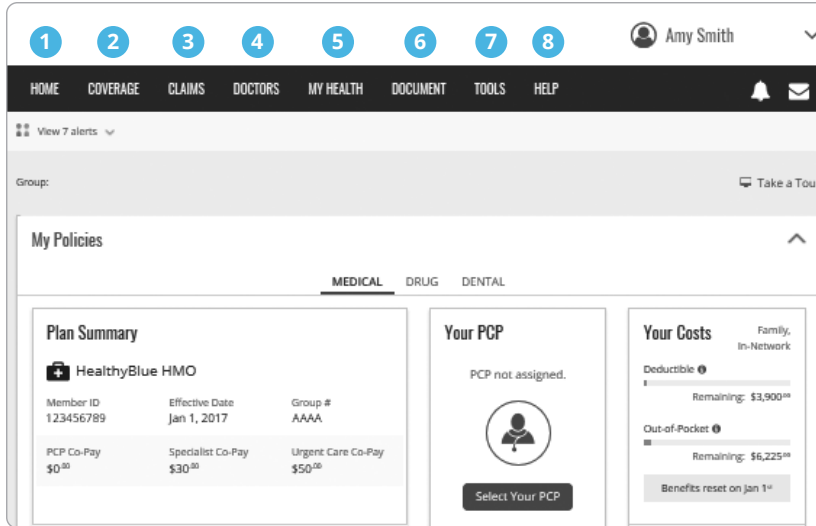 Amy Smith
1 2 3 4 5 6 7 8
HOME COVERAGE CLAIMS DOCTORS MY HEALTH DOCUMENT TOOLS HELP
View 7 alerts
Group:
Take a Tou
My Policies
MEDICAL DRUG DENTAL
Plan Summary
HealthyBlue HMO
Member ID Effective Date Group #
123456789 Jan 1, 2017 AAAA
PCP Co-Pay Specialist Co-Pay Urgent Care Co-Pay
$0.00 $30.00 $50.00
Your PCP
PCP not assigned.
Select Your PCP
Your Costs
Family,
In-Network
Deductible
Remaining: $3,900.00
Out-of-Pocket
Remaining: $6,225.00
Benefits reset on Jan 1st